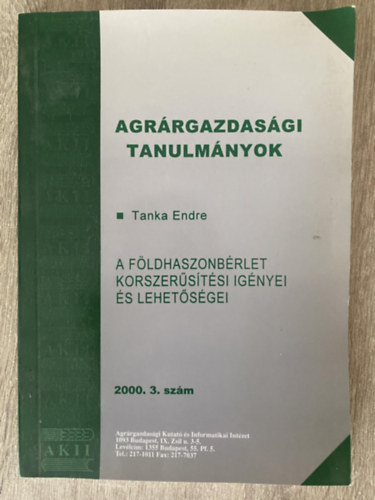 AGRÁRGAZDASÁGI
TANULMÁNYOK
Tanka Endre
A FÖLDHASZONBÉRLET
KORSZERŰSÍTÉSI IGÉNYEI
ÉS LEHETŐSÉGEI
2000. 3. szám
Agrárgazdasági Kutató és Informatikai Intézet
1093 Budapest, IX. Zsil u. 3-5.
Levélcím: 1355 Budapest, 55. Pf. 5.
Tel.: 217-1011 Fax: 217-7037
AKII